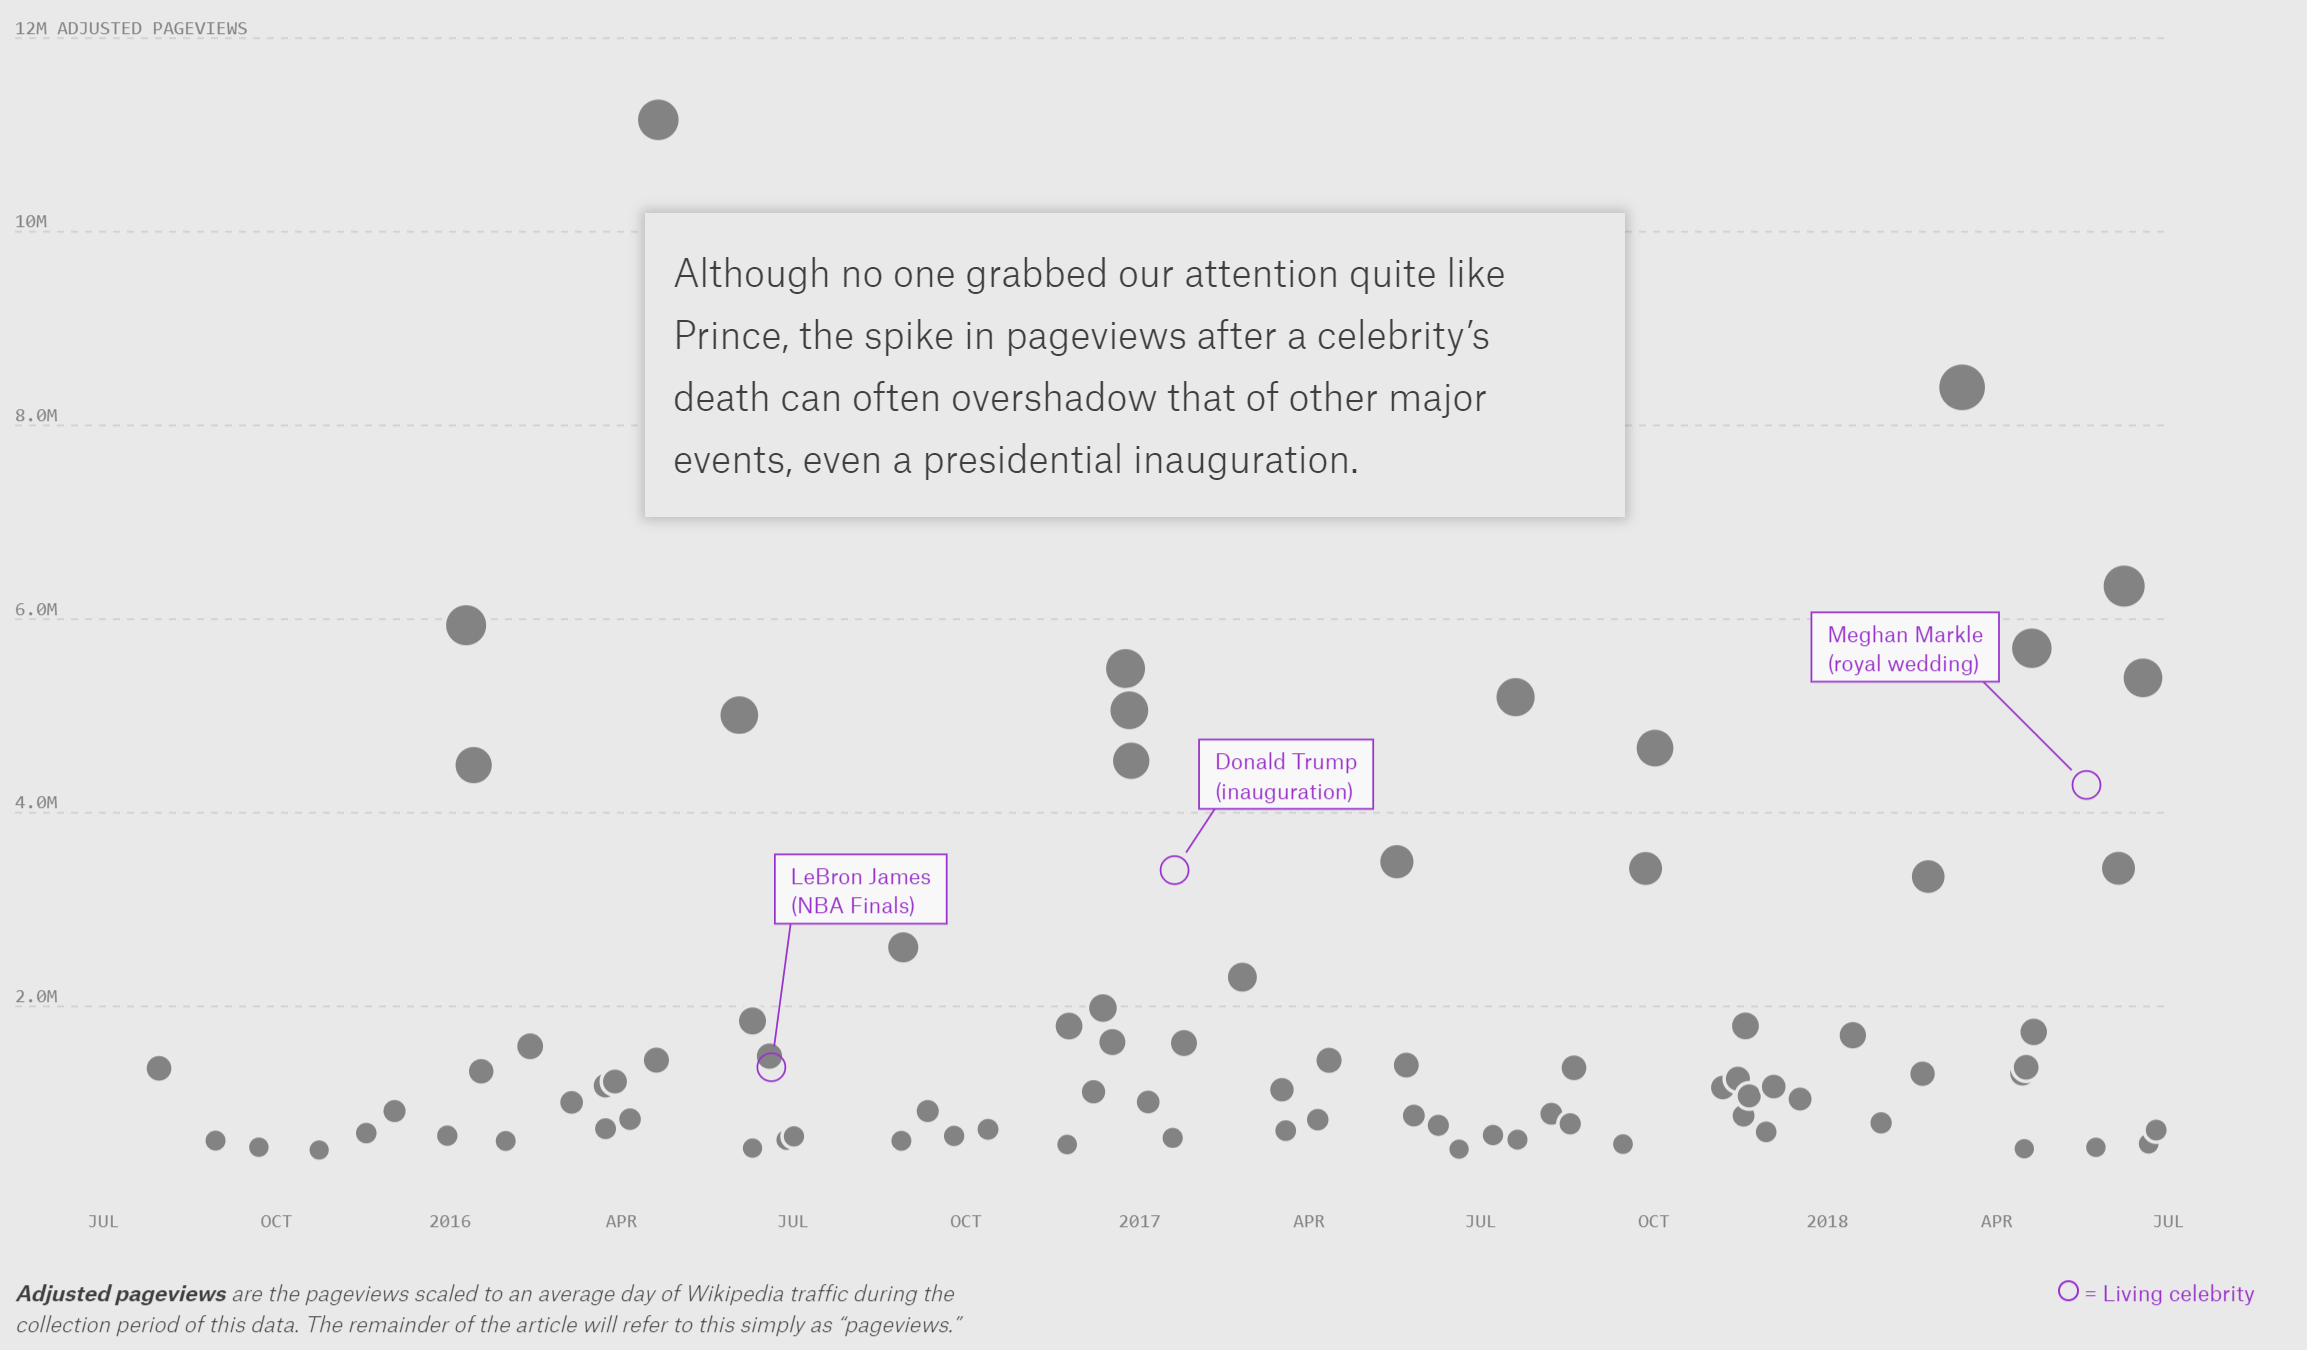 12M ADJUSTED PAGEVIEWS
10M
Although no one grabbed our attention quite like
Prince, the spike in pageviews after a celebrity’s
death can often overshadow that of other major
events, even a presidential inauguration.
8.0M
6.0M
Meghan Markle
(royal wedding)
Donald Trump
(inauguration)
4.0M
LeBron James
(NBA Finals)
2.0M
JUL OCT 2016 APR JUL OCT 2017 APR JUL OCT 2018 APR JUL
Adjusted pageviews are the pageviews scaled to an average day of Wikipedia traffic during the
collection period of this data. The remainder of the article will refer to this simply as “pageviews.”
= Living celebrity